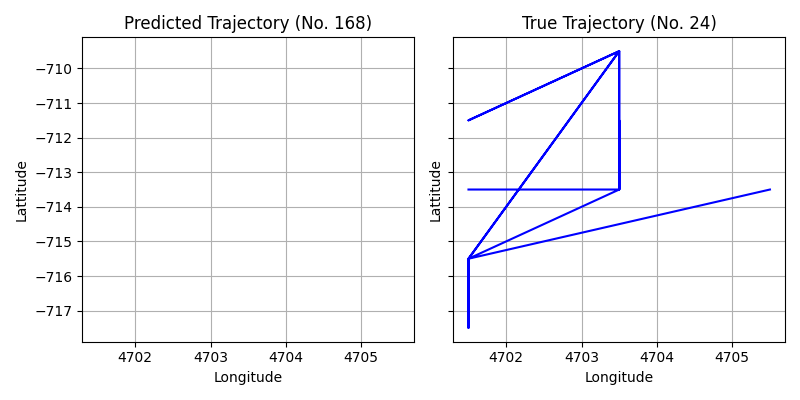 Predicted Trajectory (No. 168)
True Trajectory (No. 24)
Lattitude
−710
−711
−712
−713
−714
−715
−716
−717
4702
4703
4704
4705
Longitude
Lattitude
4702
4703
4704
4705
Longitude